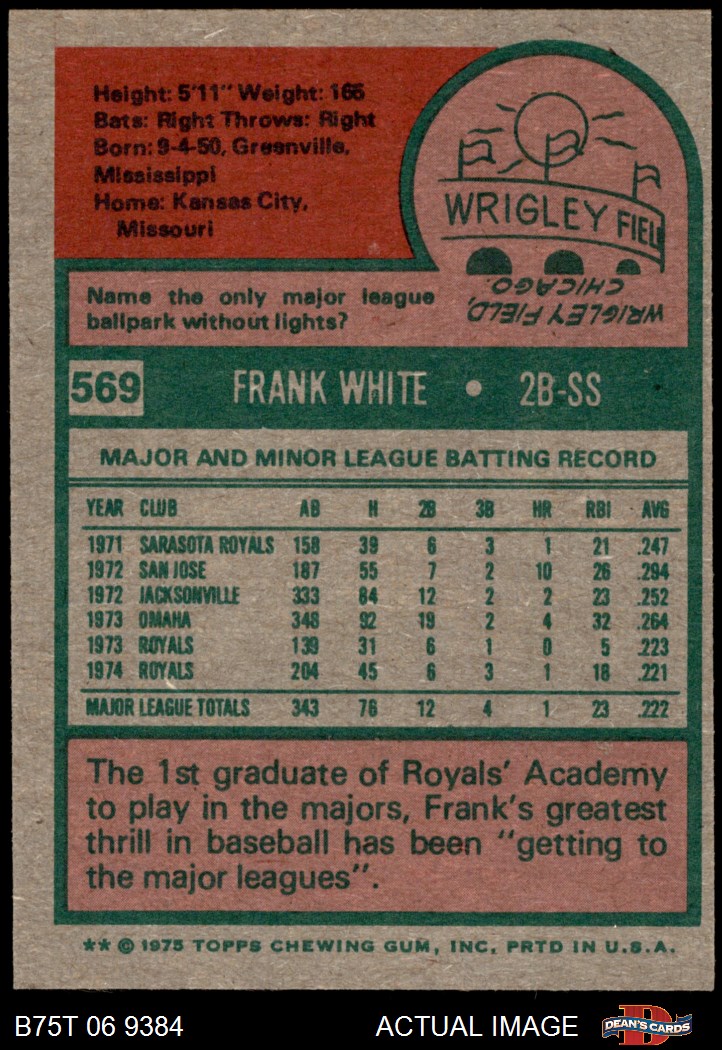 Height: 5'11" Weight: 166
Bats: Right Throws: Right
Born: 9-4-50, Greenville,
Mississippi
Home: Kansas City,
Missouri
WRIGLEY FIELD
WRIGLEY FIELD,
CHICAGO.
Name the only major league
ballpark without lights?
569 FRANK WHITE • 2B-SS
MAJOR AND MINOR LEAGUE BATTING RECORD
YEAR CLUB AB H 2B 3B HR RBI AVG
1971 SARASOTA ROYALS 158 39 6 3 1 21 .247
1972 SAN JOSE 187 55 7 2 10 26 .294
1972 JACKSONVILLE 333 84 12 2 2 23 .252
1973 OMAHA 348 92 19 2 4 32 .264
1973 ROYALS 139 31 6 1 0 5 .223
1974 ROYALS 204 45 6 3 1 18 .221
MAJOR LEAGUE TOTALS 343 76 12 4 1 23 .222
The 1st graduate of Royals' Academy
to play in the majors, Frank's greatest
thrill in baseball has been "getting to
the major leagues".
** © 1975 TOPPS CHEWING GUM, INC. PRTD IN U.S.A.
B75T 06 9384 ACTUAL IMAGE D DEAN'S CARDS